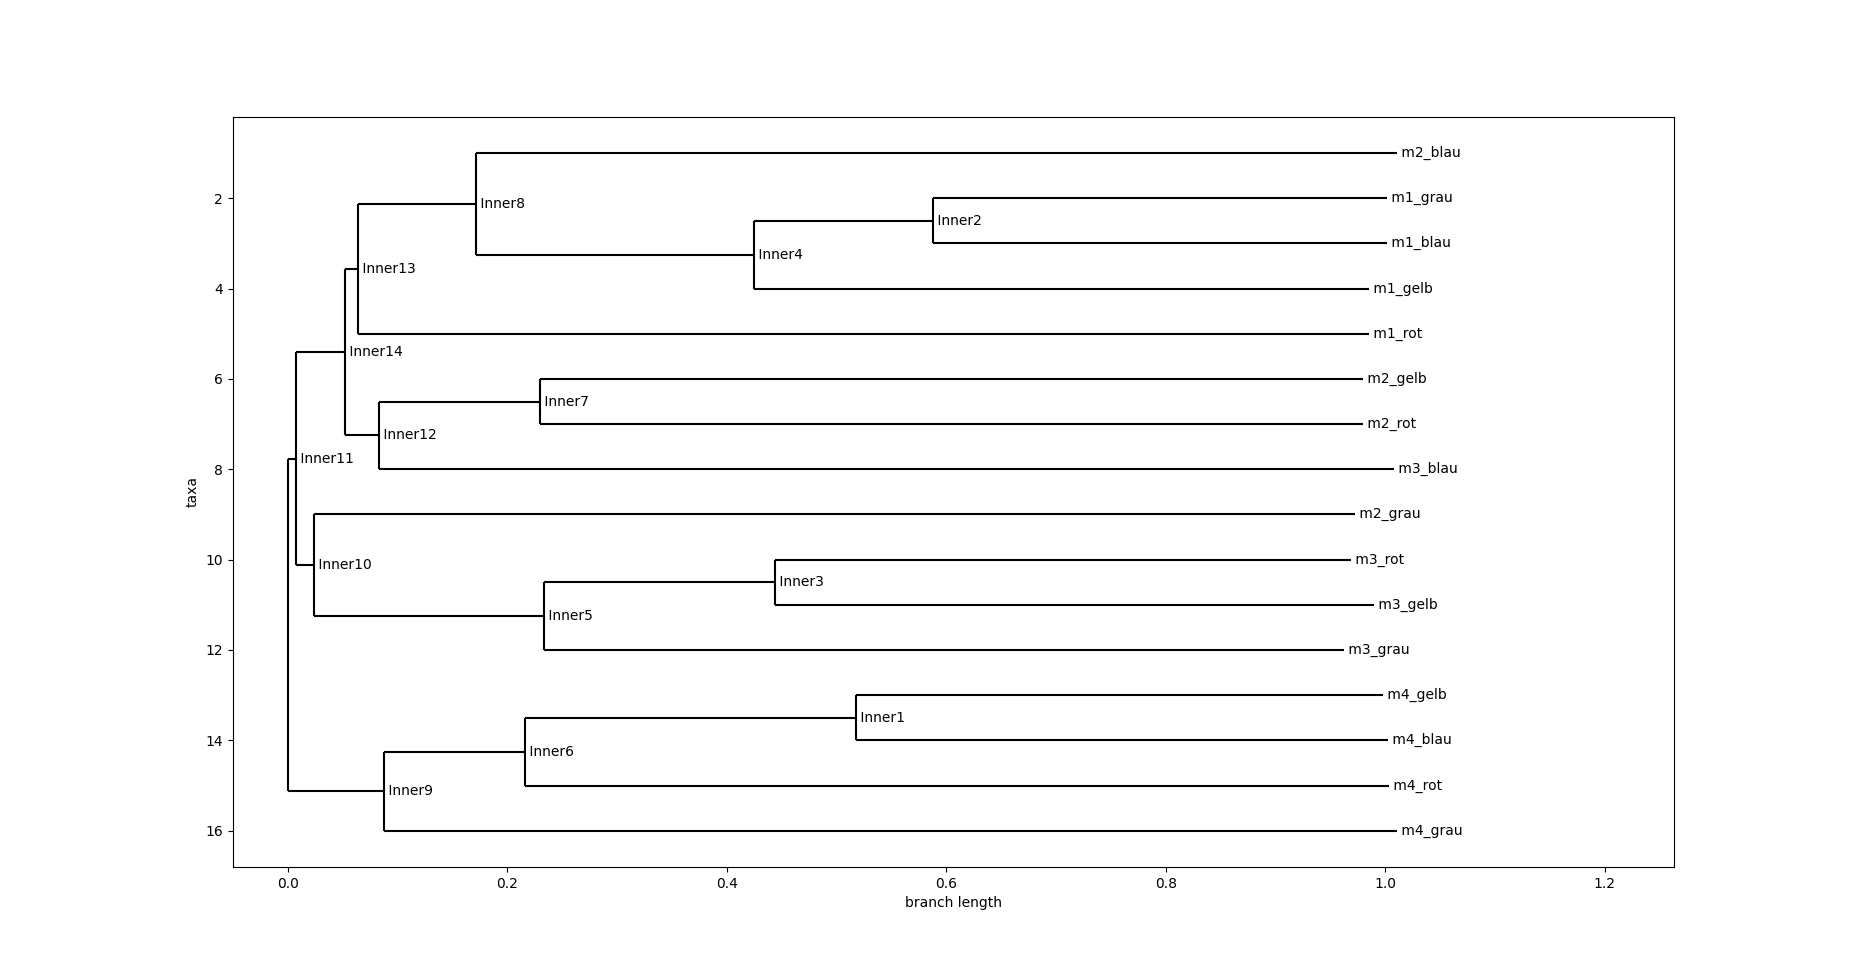 m2_blau
2
m1_grau
Inner8
Inner2
m1_blau
Inner4
Inner13
4
m1_gelb
m1_rot
Inner14
6
m2_gelb
Inner7
m2_rot
Inner12
Inner11
8
m3_blau
taxa
m2_grau
10
m3_rot
Inner10
Inner3
m3_gelb
Inner5
12
m3_grau
m4_gelb
Inner1
14
m4_blau
Inner6
m4_rot
Inner9
16
m4_grau
0.0 0.2 0.4 0.6 0.8 1.0 1.2
branch length